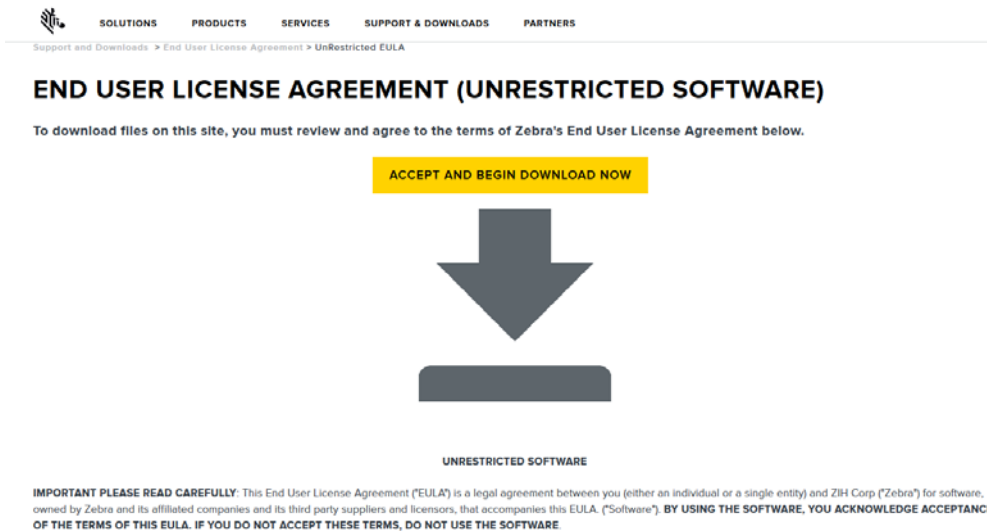 SOLUTIONS PRODUCTS SERVICES SUPPORT & DOWNLOADS PARTNERS
Support and Downloads > End User License Agreement > UnRestricted EULA
END USER LICENSE AGREEMENT (UNRESTRICTED SOFTWARE)
To download files on this site, you must review and agree to the terms of Zebra's End User License Agreement below.
ACCEPT AND BEGIN DOWNLOAD NOW
UNRESTRICTED SOFTWARE
IMPORTANT PLEASE READ CAREFULLY: This End User License Agreement ("EULA") is a legal agreement between you (either an individual or a single entity) and ZIH Corp ("Zebra") for software,
owned by Zebra and its affiliated companies and its third party suppliers and licensors, that accompanies this EULA. ("Software"). BY USING THE SOFTWARE, YOU ACKNOWLEDGE ACCEPTANC
OF THE TERMS OF THIS EULA. IF YOU DO NOT ACCEPT THESE TERMS, DO NOT USE THE SOFTWARE.